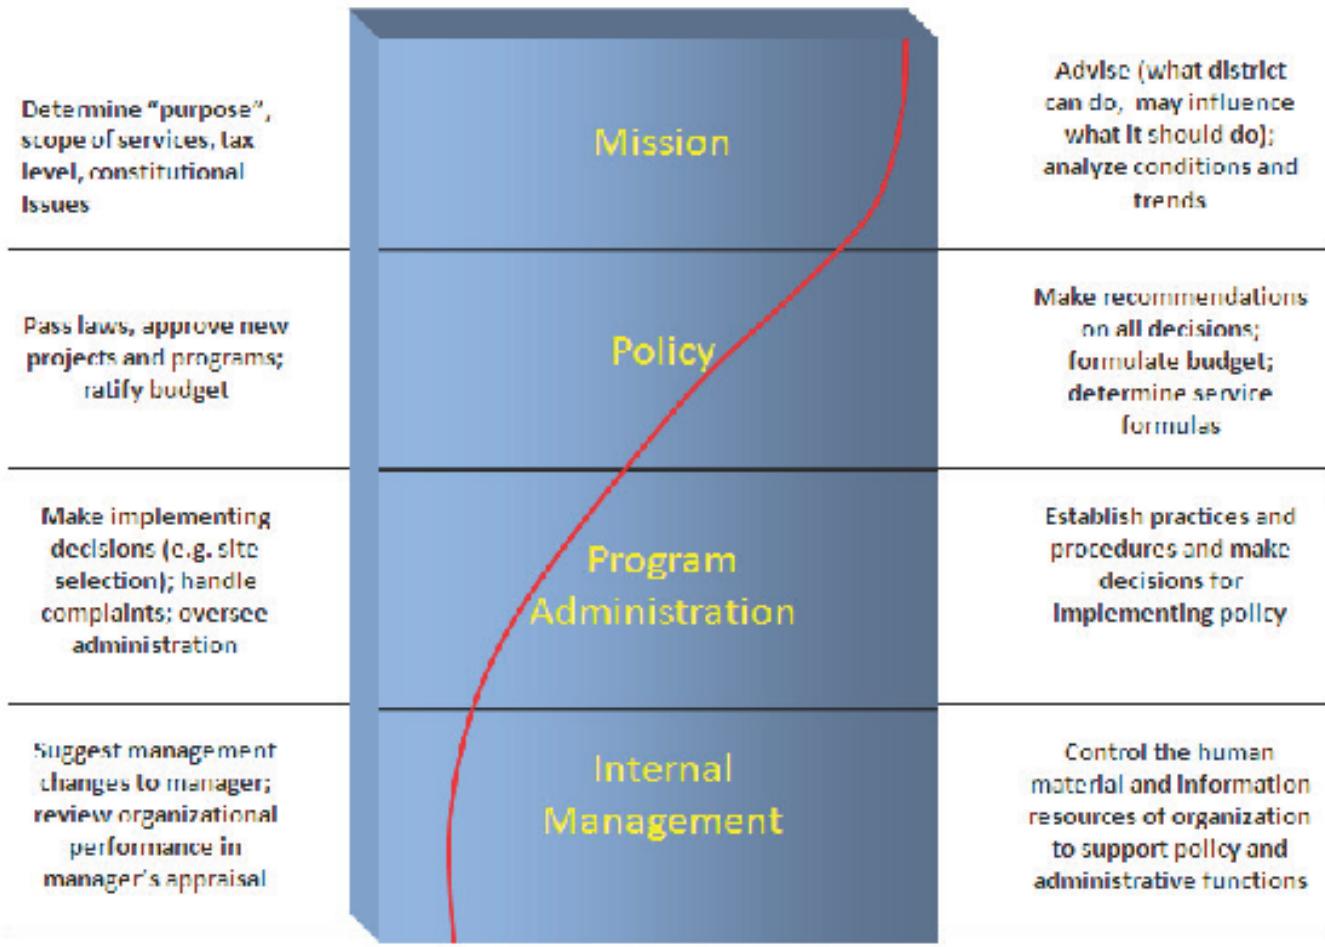 Determine “purpose”,
scope of services, tax
level, constitutional
Issues
Mission
Advise (what district
can do, may influence
what it should do);
analyze conditions and
trends
Pass laws, approve new
projects and programs;
ratify budget
Policy
Make recommendations
on all decisions;
formulate budget;
determine service
formulas
Make implementing
decisions (e.g. site
selection); handle
complaints; oversee
administration
Program
Administration
Establish practices and
procedures and make
decisions for
implementing policy
Suggest management
changes to manager;
review organizational
performance in
manager’s appraisal
Internal
Management
Control the human
material and information
resources of organization
to support policy and
administrative functions